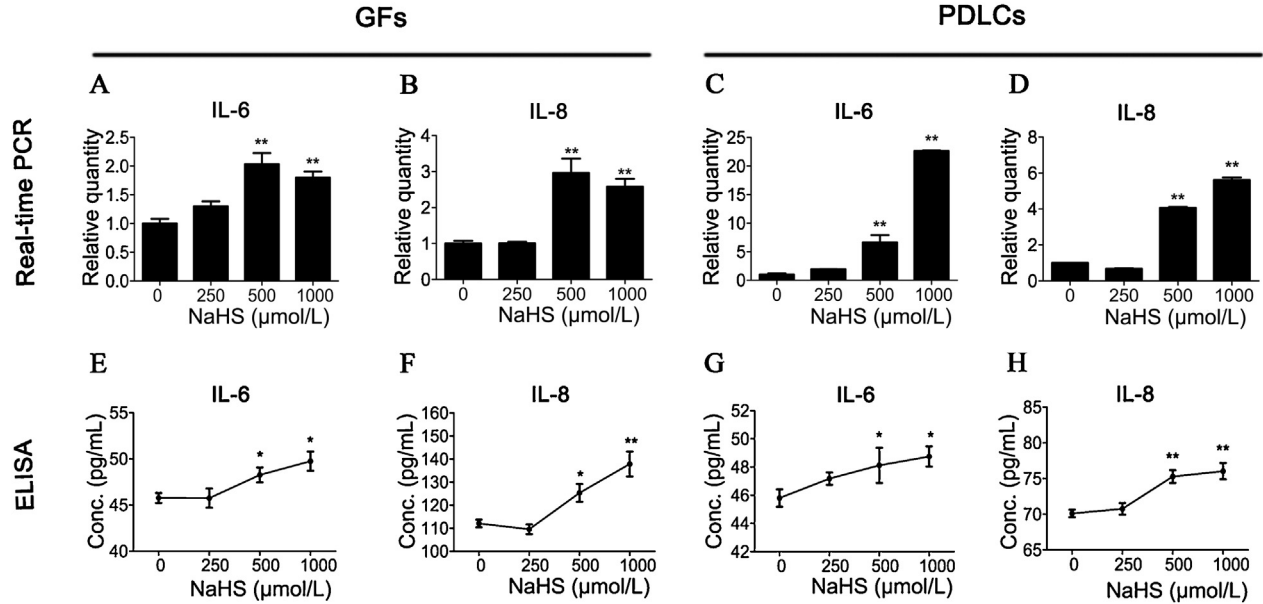 GFs
PDLCs
Real-time PCR
A
IL-6
Relative quantity
2.5
2.0
1.5
1.0
0.5
0.0
** **
0 250 500 1000
NaHS (µmol/L)
B
IL-8
Relative quantity
4
3
2
1
0
** **
0 250 500 1000
NaHS (µmol/L)
C
IL-6
Relative quantity
25
20
15
10
5
0
** **
0 250 500 1000
NaHS (µmol/L)
D
IL-8
Relative quantity
8
6
4
2
0
** **
0 250 500 1000
NaHS (µmol/L)
ELISA
E
IL-6
Conc. (pg/mL)
55
50
45
40
* *
0 250 500 1000
NaHS (µmol/L)
F
IL-8
Conc. (pg/mL)
160
150
140
130
120
110
100
* **
0 250 500 1000
NaHS (µmol/L)
G
IL-6
Conc. (pg/mL)
52
50
48
46
44
42
* *
0 250 500 1000
NaHS (µmol/L)
H
IL-8
Conc. (pg/mL)
85
80
75
70
65
** **
0 250 500 1000
NaHS (µmol/L)